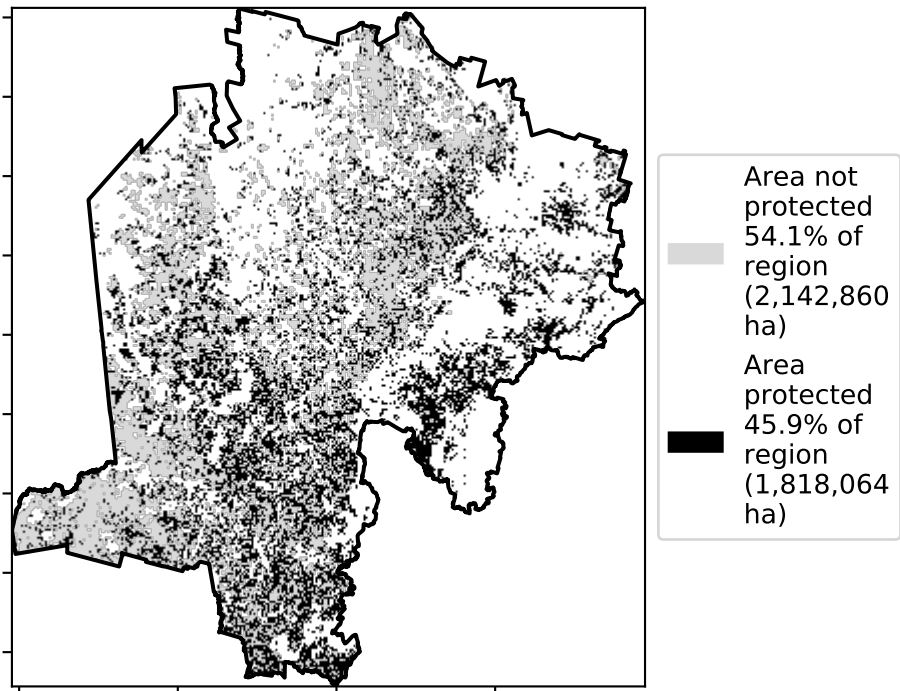 Area not
protected
54.1% of
region
(2,142,860
ha)
Area
protected
45.9% of
region
(1,818,064
ha)